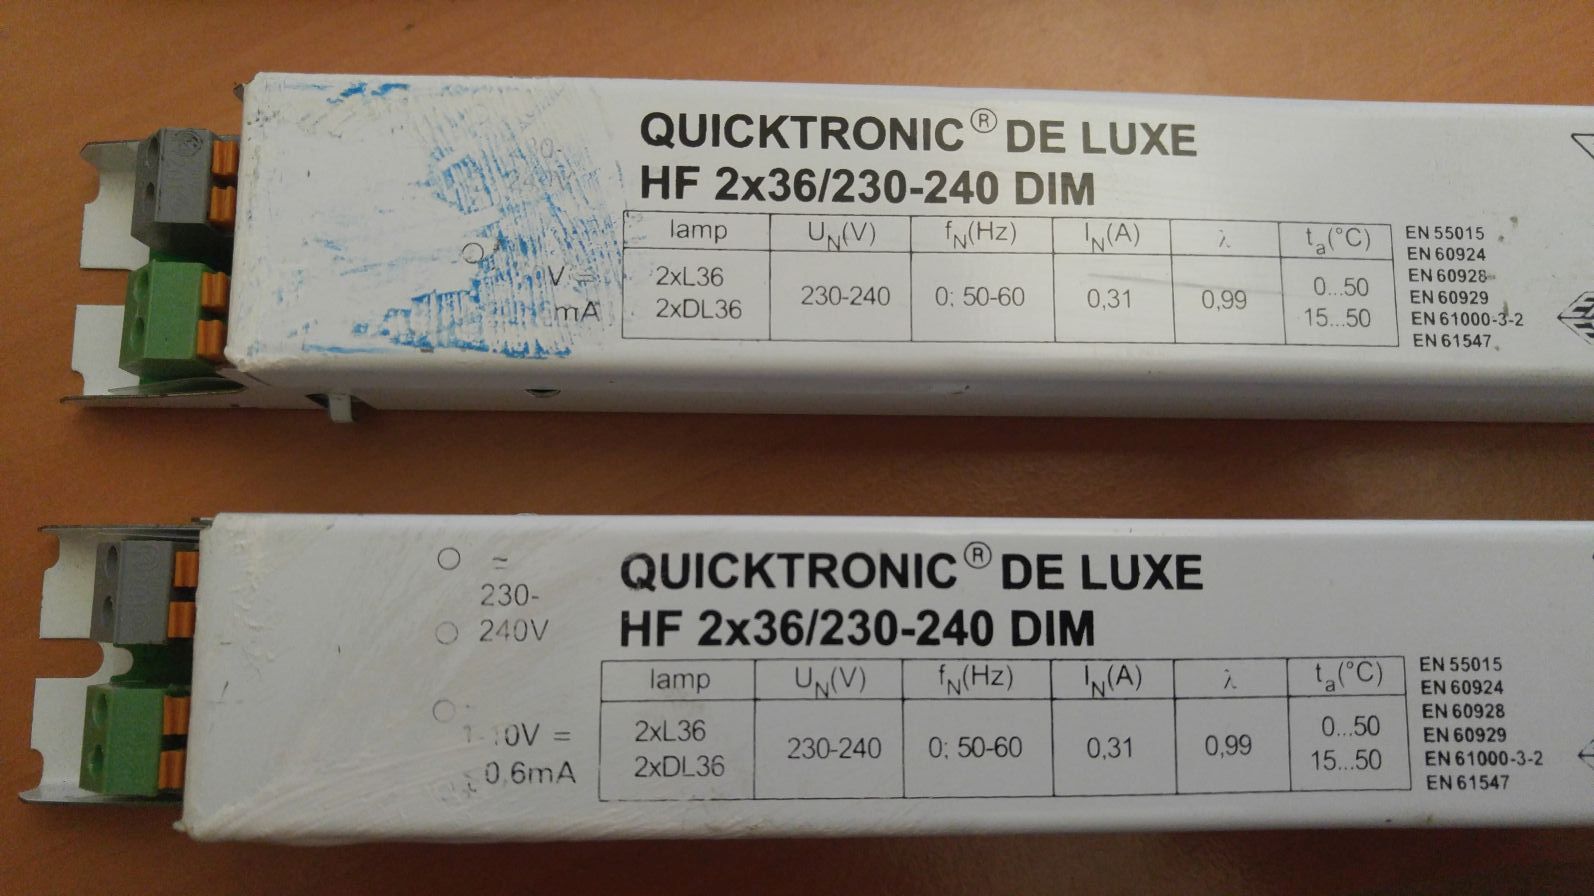 QUICKTRONIC® DE LUXE
HF 2x36/230-240 DIM
V =
mA
lamp UN(V) fN(Hz) IN(A) λ ta(°C)
2xL36 230-240 0; 50-60 0,31 0,99 0...50
2xDL36 15...50
EN 55015
EN 60924
EN 60928
EN 60929
EN 61000-3-2
EN 61547
~
230-
240V
1-10V =
0,6mA
QUICKTRONIC® DE LUXE
HF 2x36/230-240 DIM
lamp UN(V) fN(Hz) IN(A) λ ta(°C)
2xL36 230-240 0; 50-60 0,31 0,99 0...50
2xDL36 15...50
EN 55015
EN 60924
EN 60928
EN 60929
EN 61000-3-2
EN 61547